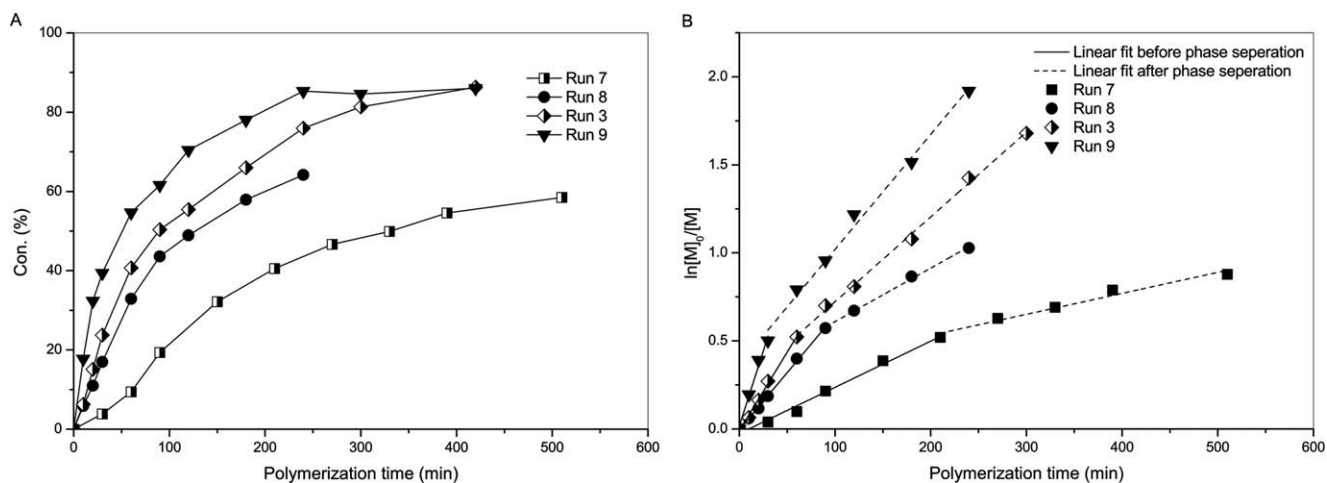 A
100
80
60
40
20
0
Con. (%)
0 100 200 300 400 500 600
Polymerization time (min)
Run 7
Run 8
Run 3
Run 9
B
2.0
1.5
1.0
0.5
0.0
ln[M]₀/[M]
0 100 200 300 400 500 600
Polymerization time (min)
Linear fit before phase seperation
Linear fit after phase seperation
Run 7
Run 8
Run 3
Run 9